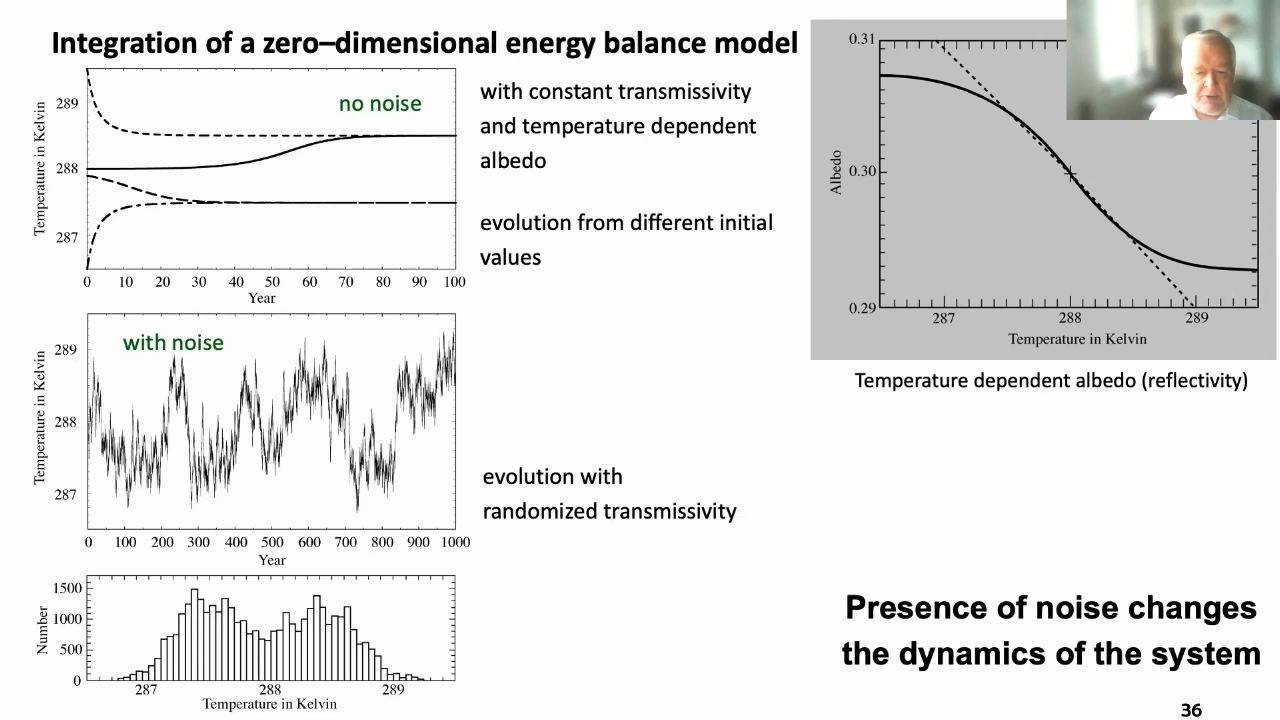 Integration of a zero–dimensional energy balance model
289
288
287
Temperature in Kelvin
no noise
0 10 20 30 40 50 60 70 80 90 100
Year
with constant transmissivity
and temperature dependent
albedo
evolution from different initial
values
289
288
287
Temperature in Kelvin
with noise
0 100 200 300 400 500 600 700 800 900 1000
Year
evolution with
randomized transmissivity
1500
1000
500
0
Number
287 288 289
Temperature in Kelvin
0.31
0.30
0.29
Albedo
287 288 289
Temperature in Kelvin
Temperature dependent albedo (reflectivity)
Presence of noise changes
the dynamics of the system
36